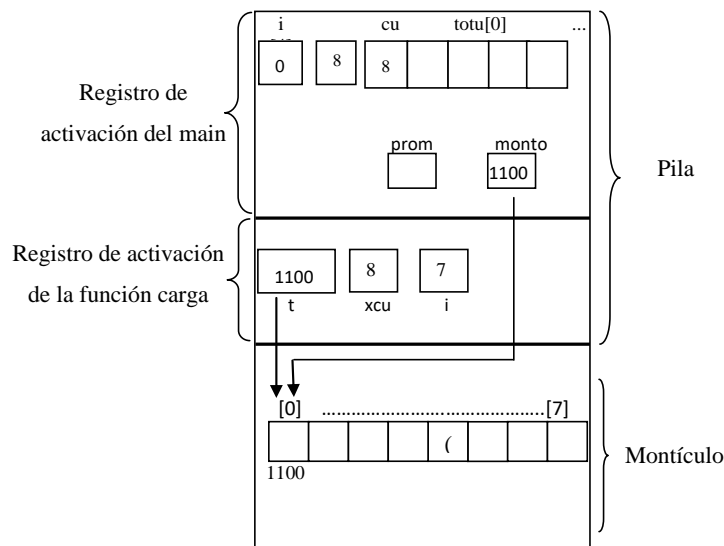 i cu totu[0] ...
0 8 8
Registro de
activación del main
prom monto
1100
Pila
Registro de activación
de la función carga
1100 8 7
t xcu i
[0] ...............................................[7]
(
1100
Montículo